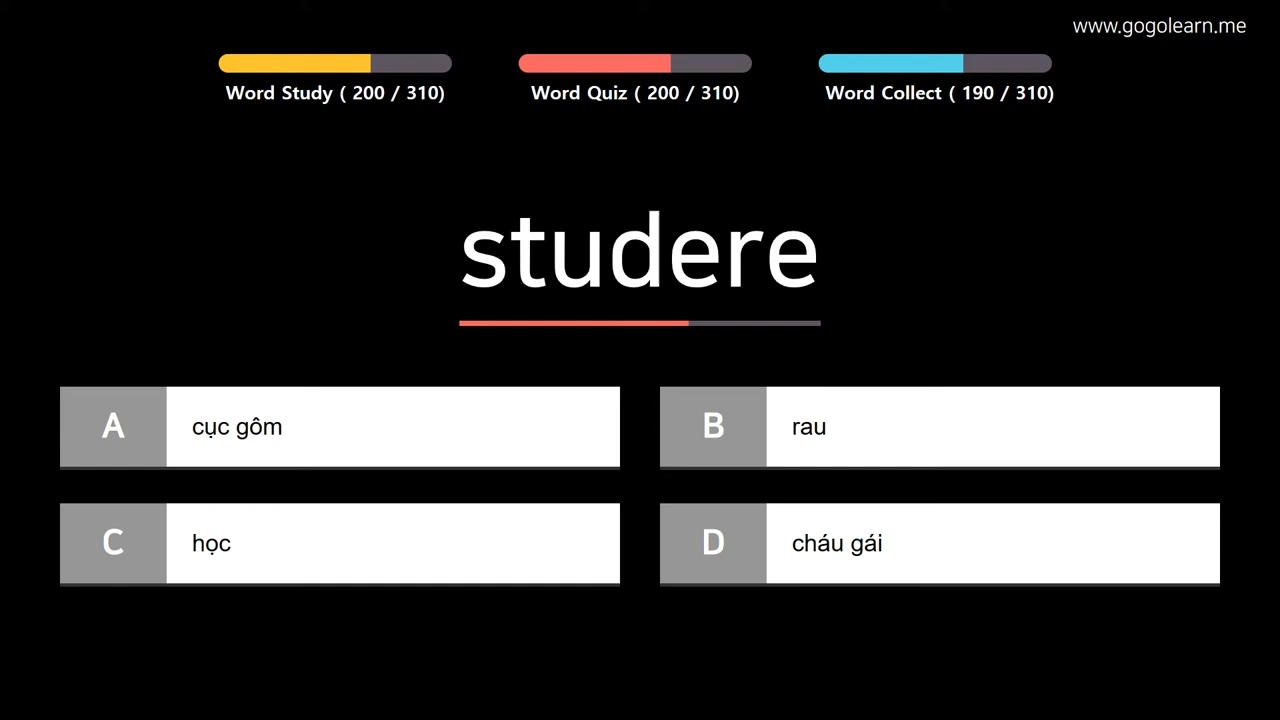 www.gogolearn.me
Word Study ( 200 / 310)
Word Quiz ( 200 / 310)
Word Collect ( 190 / 310)
studere
A cục gôm
B rau
C học
D cháu gái